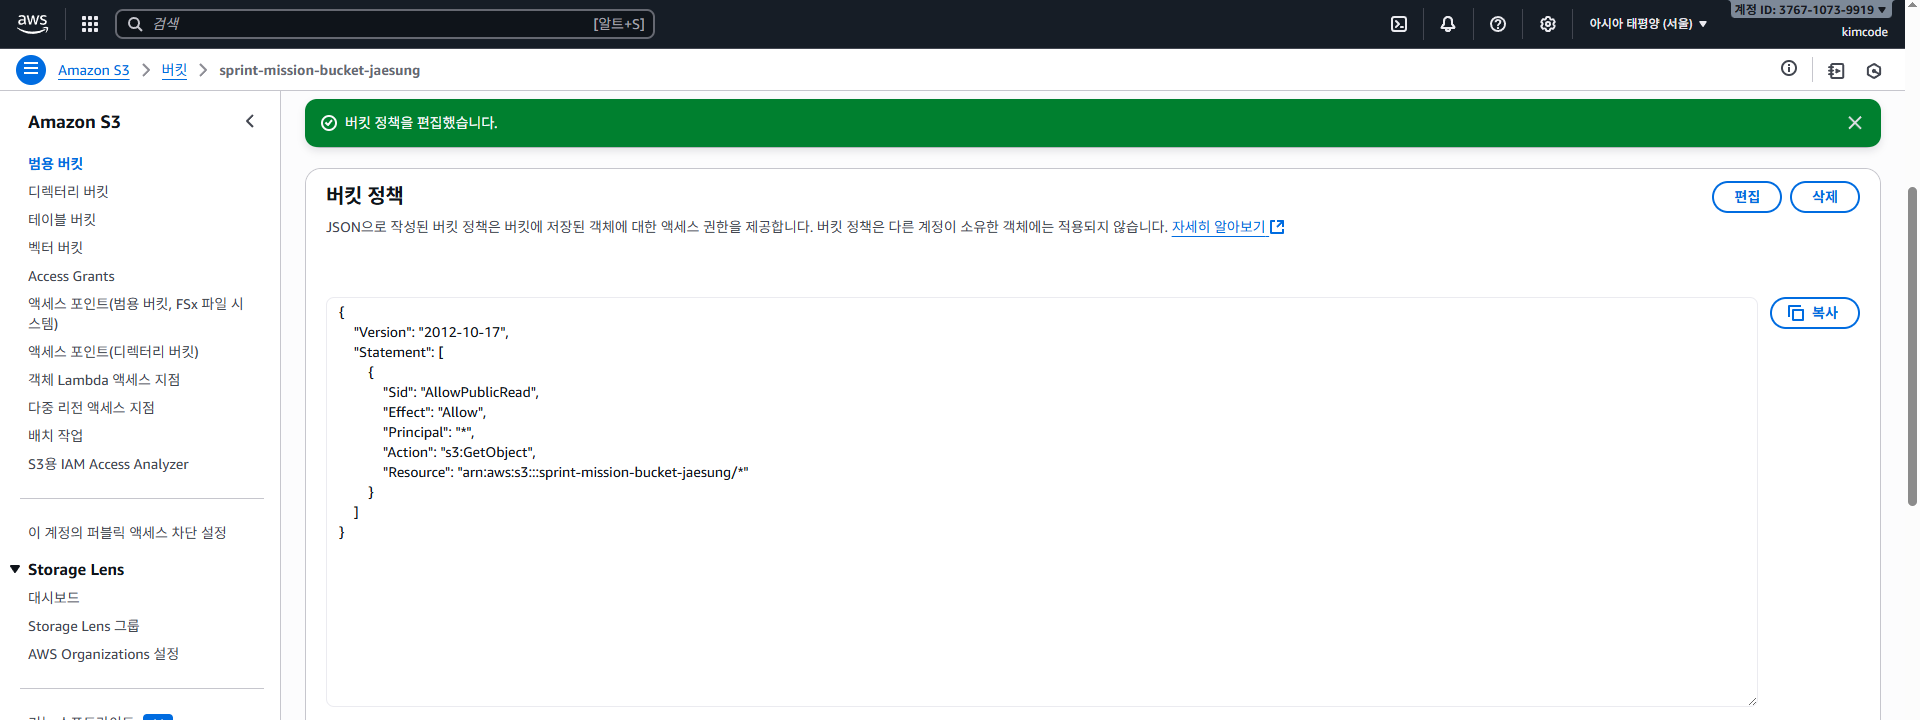 aws
검색
[알트+S]
아시아 태평양 (서울)
계정 ID: 3767-1073-9919
kimcode
Amazon S3
버킷
sprint-mission-bucket-jaesung
Amazon S3
범용 버킷
디렉터리 버킷
테이블 버킷
벡터 버킷
Access Grants
액세스 포인트(범용 버킷, FSx 파일 시
스템)
액세스 포인트(디렉터리 버킷)
객체 Lambda 액세스 지점
다중 리전 액세스 지점
배치 작업
S3용 IAM Access Analyzer
이 계정의 퍼블릭 액세스 차단 설정
Storage Lens
대시보드
Storage Lens 그룹
AWS Organizations 설정
버킷 정책을 편집했습니다.
버킷 정책
편집
삭제
JSON으로 작성된 버킷 정책은 버킷에 저장된 객체에 대한 액세스 권한을 제공합니다. 버킷 정책은 다른 계정이 소유한 객체에는 적용되지 않습니다. 자세히 알아보기
복사
{
"Version": "2012-10-17",
"Statement": [
{
"Sid": "AllowPublicRead",
"Effect": "Allow",
"Principal": "*",
"Action": "s3:GetObject",
"Resource": "arn:aws:s3:::sprint-mission-bucket-jaesung/*"
}
]
}